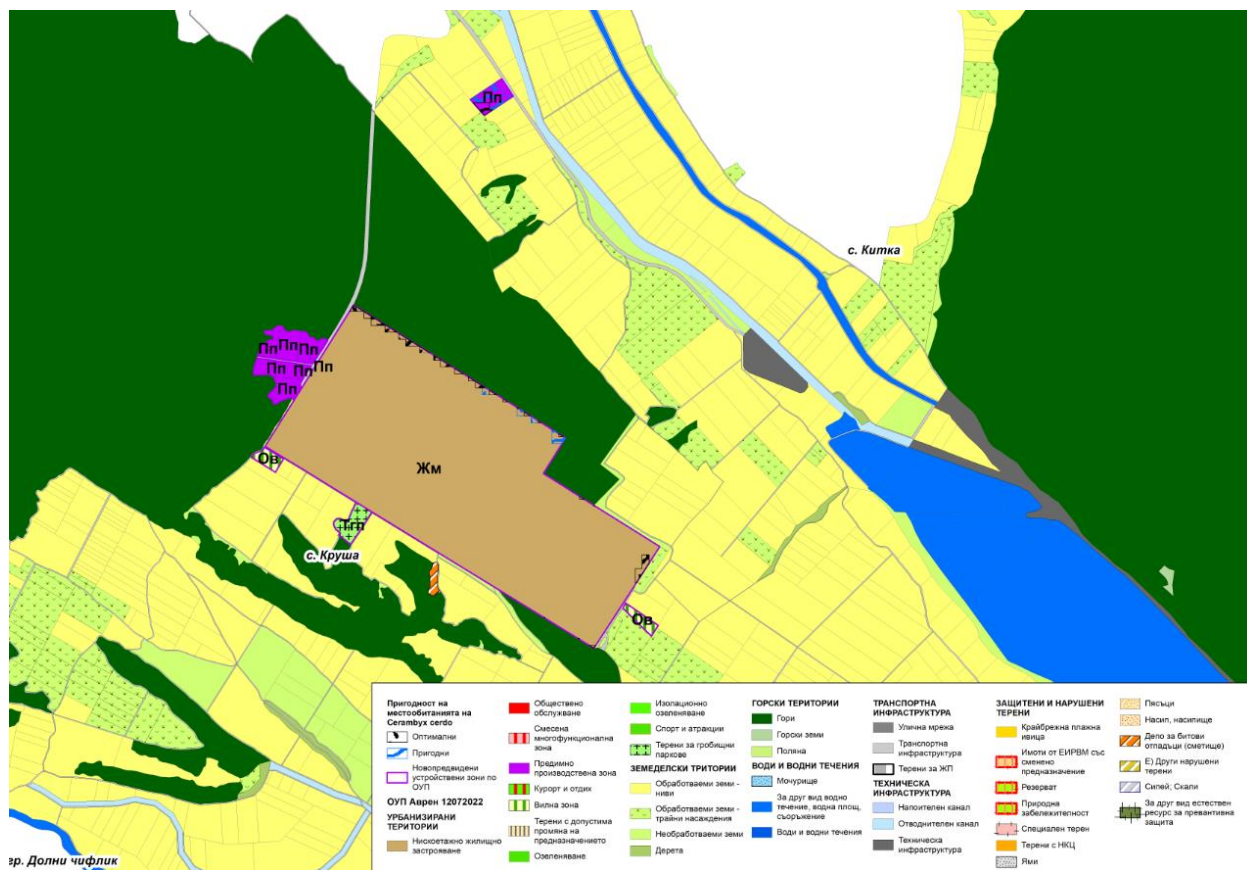 Пп
с. Китка
Пп Пп Пп
Пп Пп Пп
Пп
Ов
Жм
Тгп
с. Круша
Ов
гр. Долни чифлик
Пригодност на
местообитанията на
Cerambyx cerdo
Оптимални
Пригодни
Новопредвидени
устройствени зони по
ОУП
ОУП Аврен 12072022
УРБАНИЗИРАНИ
ТЕРИТОРИИ
Нискоетажно жилищно
застрояване
Обществено
обслужване
Смесена
многофункционална
зона
Предимно
производствена зона
Курорт и отдих
Вилна зона
Терени с допустима
промяна на
предназначението
Озеленяване
Изолационно
озеленяване
Спорт и атракции
Терени за гробищни
паркове
ЗЕМЕДЕЛСКИ ТРИТОРИИ
Обработваеми земи -
ниви
Обработваеми земи -
трайни насаждения
Необработваеми земи
Дерета
ГОРСКИ ТЕРИТОРИИ
Гори
Горски земи
Поляна
ВОДИ И ВОДНИ ТЕЧЕНИЯ
Мочурище
За друг вид водно
течение, водна площ,
съоръжение
Води и водни течения
ТРАНСПОРТНА
ИНФРАСТРУКТУРА
Улична мрежа
Транспортна
инфраструктура
Терени за ЖП
ТЕХНИЧЕСКА
ИНФРАСТРУКТУРА
Напоителен канал
Отводнителен канал
Техническа
инфраструктура
ЗАЩИТЕНИ И НАРУШЕНИ
ТЕРЕНИ
Крайбрежна плажна
ивица
Имоти от ЕИРВМ със
сменено
предназначение
Резерват
Природна
забележителност
Специален терен
Терени с НКЦ
Ями
Пясъци
Насип, насипище
Депо за битови
отпадъци (сметище)
Е) Други нарушени
терени
Сипей; Скали
За друг вид естествен
ресурс за превантивна
защита